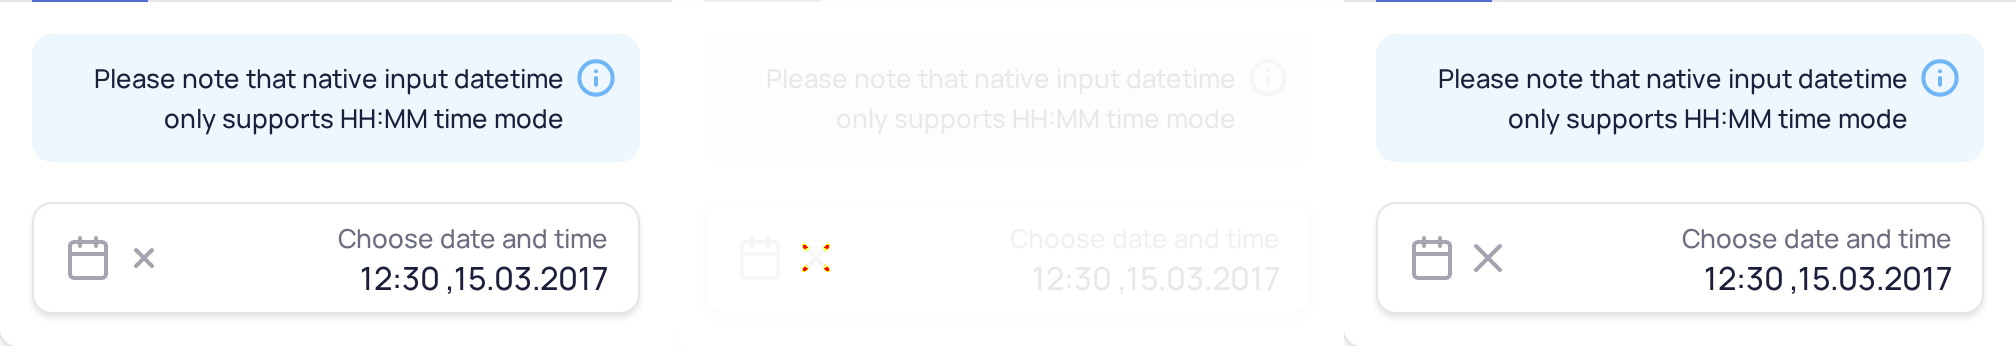 Please note that native input datetime
only supports HH:MM time mode
Choose date and time
12:30 ,15.03.2017
Please note that native input datetime
only supports HH:MM time mode
Choose date and time
12:30 ,15.03.2017
Please note that native input datetime
only supports HH:MM time mode
Choose date and time
12:30 ,15.03.2017